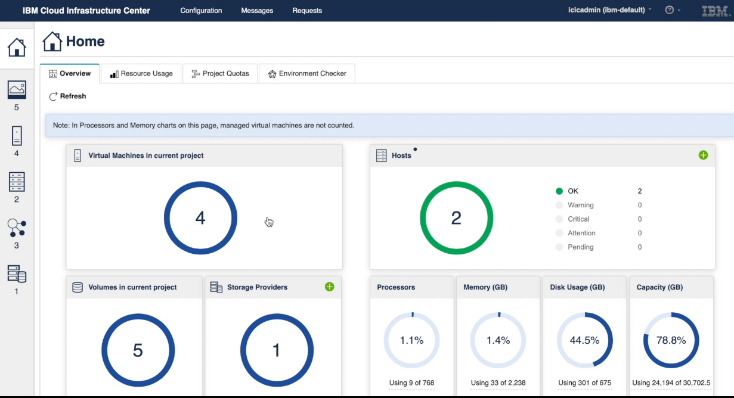 IBM Cloud Infrastructure Center Configuration Messages Requests icicadmin (ibm-default) IBM
Home
Overview Resource Usage Project Quotas Environment Checker
Refresh
Note: In Processors and Memory charts on this page, managed virtual machines are not counted.
5
4
2
3
1
Virtual Machines in current project
4
Hosts
2
OK 2
Warning 0
Critical 0
Attention 0
Pending 0
Volumes in current project
5
Storage Providers
1
Processors
1.1%
Using 9 of 768
Memory (GB)
1.4%
Using 33 of 2,238
Disk Usage (GB)
44.5%
Using 301 of 675
Capacity (GB)
78.8%
Using 24,194 of 30,702.5